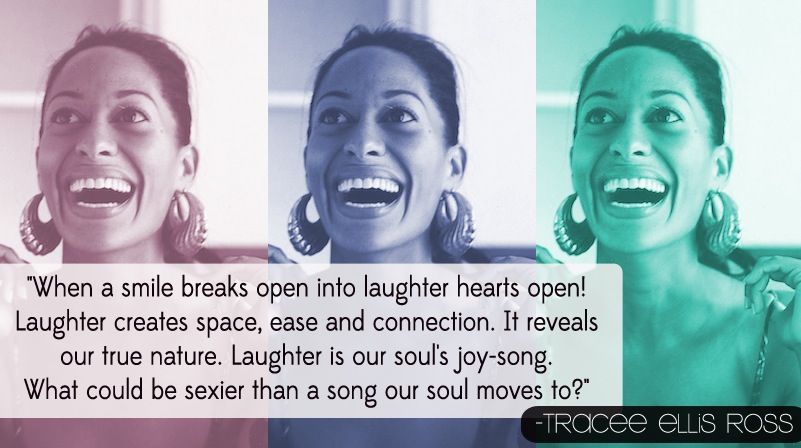 "When a smile breaks open into laughter hearts open!
Laughter creates space, ease and connection. It reveals
our true nature. Laughter is our soul's joy-song.
What could be sexier than a song our soul moves to?"
-Tracee Ellis Ross